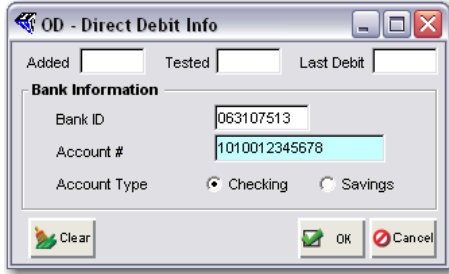 OD - Direct Debit Info
Added Tested Last Debit
Bank Information
Bank ID 063107513
Account # 1010012345678
Account Type Checking Savings
Clear OK Cancel